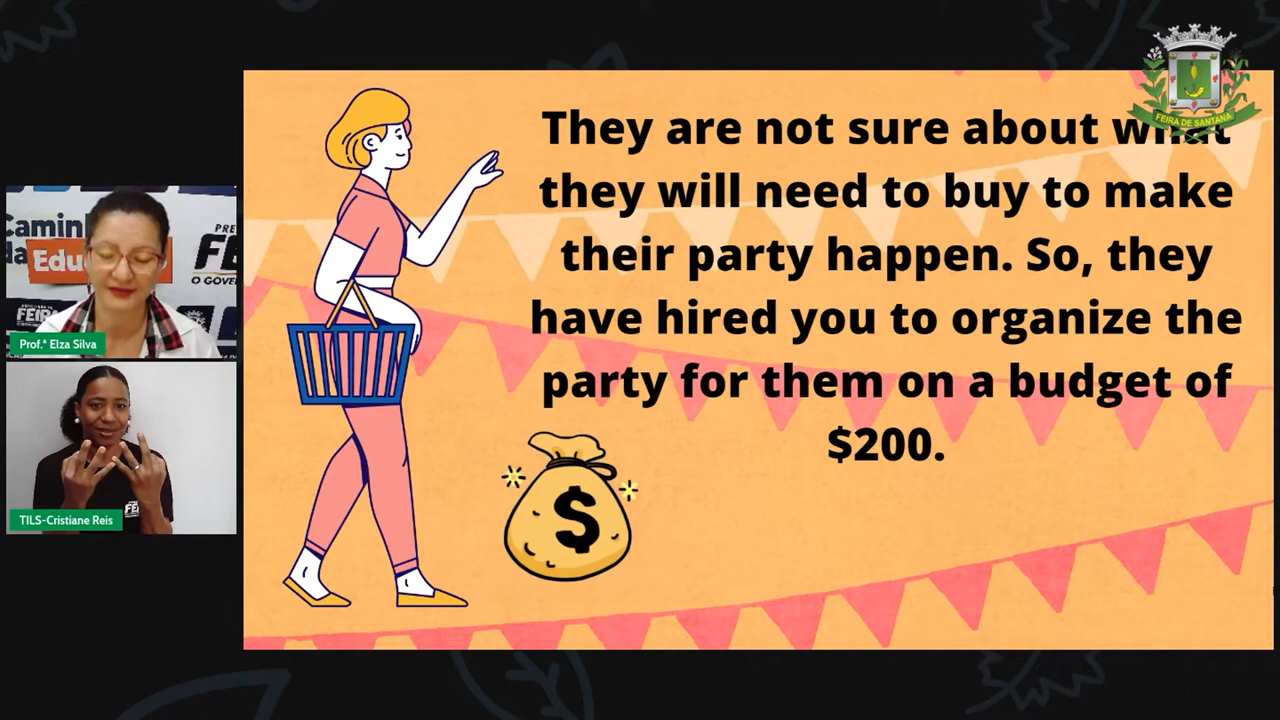 FEIRA DE SANTANA
They are not sure about what
they will need to buy to make
their party happen. So, they
have hired you to organize the
party for them on a budget of
$200.
$
Prof.ª Elza Silva
TILS-Cristiane Reis